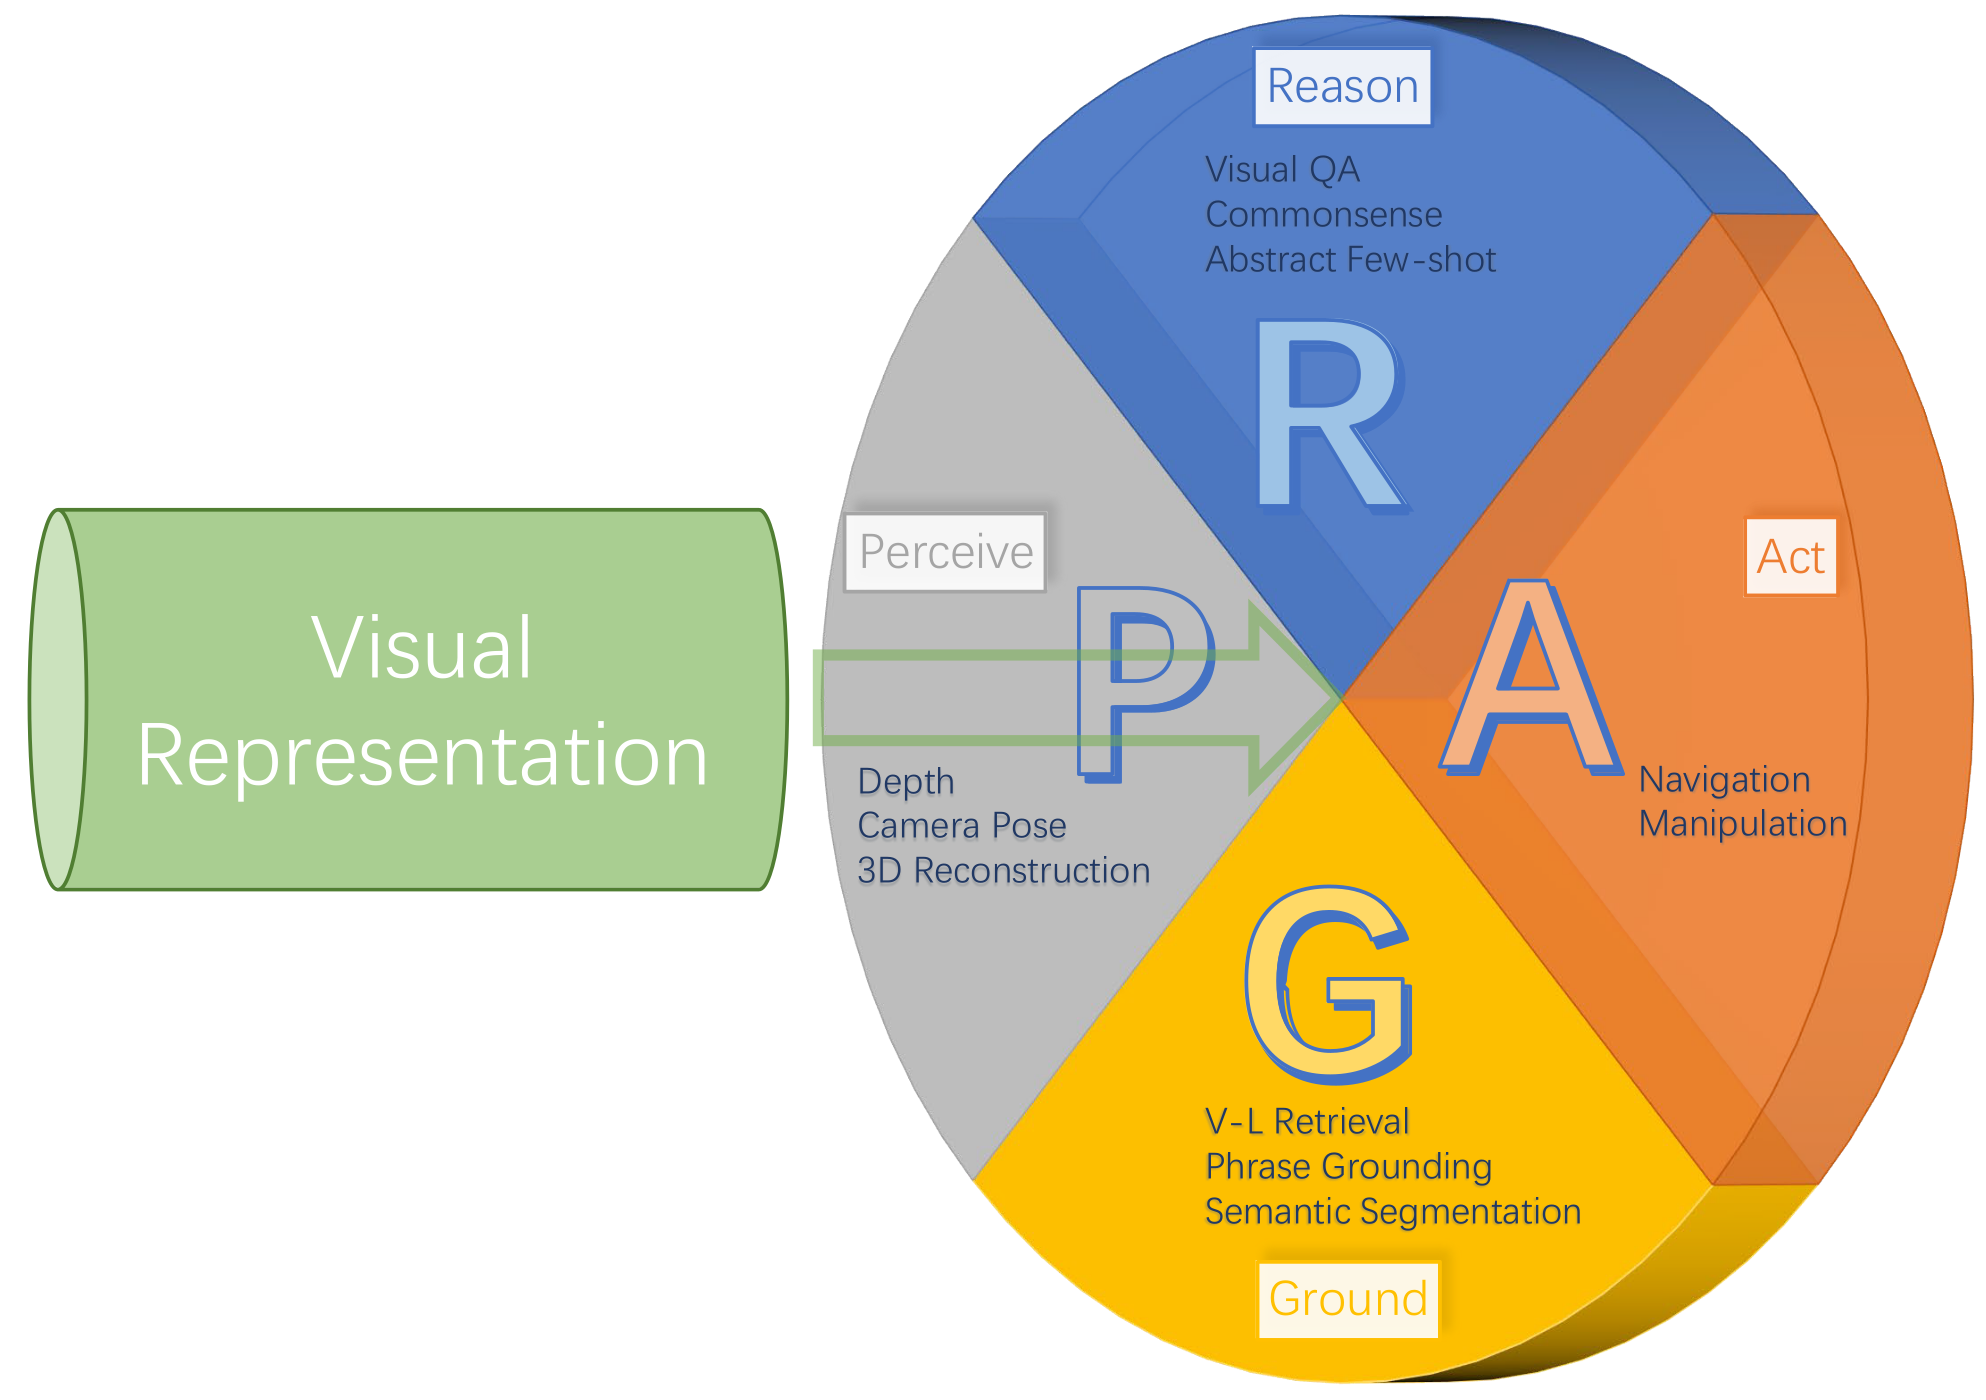 Visual
Representation
Reason
Visual QA
Commonsense
Abstract Few-shot
R
Perceive
P
Depth
Camera Pose
3D Reconstruction
Act
A
Navigation
Manipulation
G
V-L Retrieval
Phrase Grounding
Semantic Segmentation
Ground